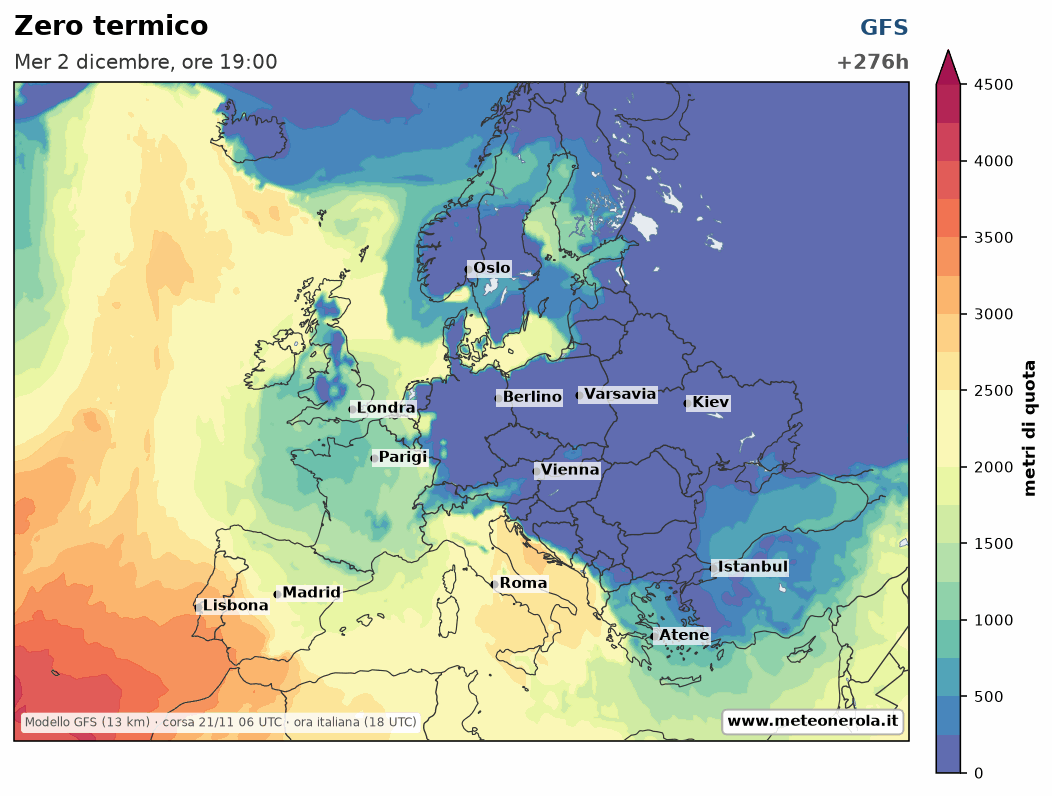 Zero termico
GFS
Mer 2 dicembre, ore 19:00
+276h
4500
4000
3500
3000
2500
2000
1500
1000
500
0
metri di quota
Oslo
Londra
Berlino
Varsavia
Kiev
Parigi
Vienna
Istanbul
Roma
Madrid
Lisbona
Atene
Modello GFS (13 km) · corsa 21/11 06 UTC · ora italiana (18 UTC)
www.meteonerola.it